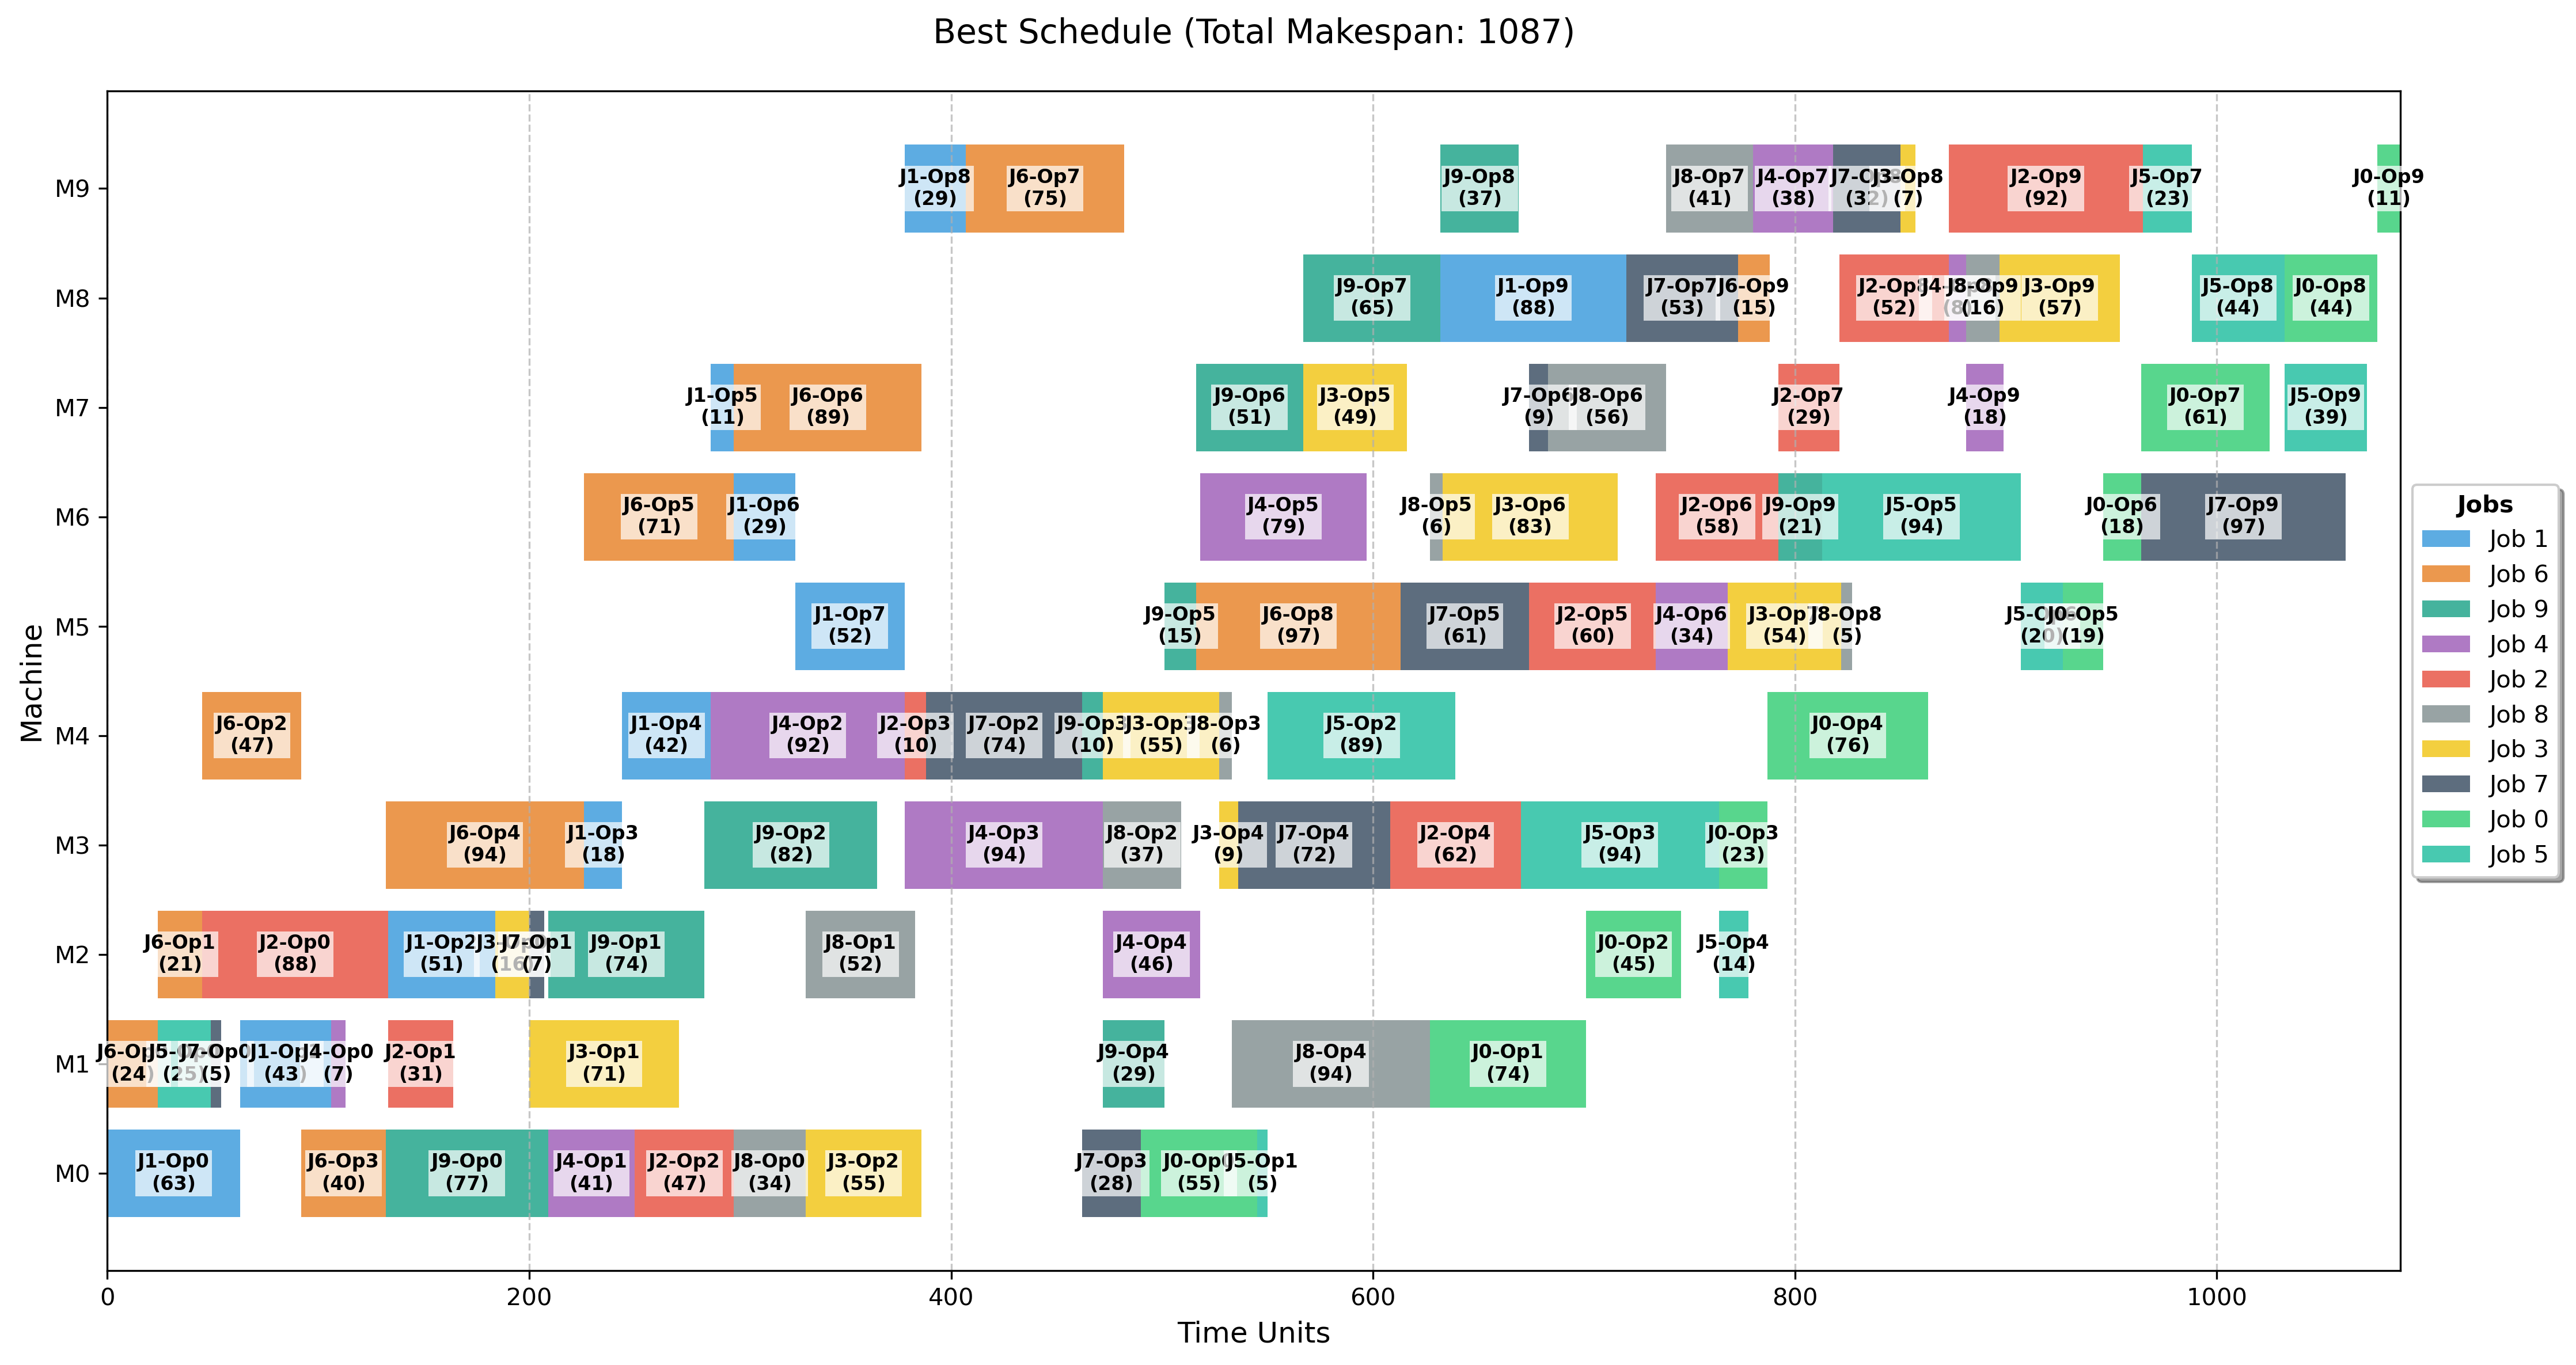 Best Schedule (Total Makespan: 1087)
M9
J1-Op8
(29)
J6-Op7
(75)
J9-Op8
(37)
J8-Op7
(41)
J4-Op7
(38)
(32)
J3-Op8
(7)
J2-Op9
(92)
J5-Op7
(23)
J0-Op9
(11)
M8
J9-Op7
(65)
J1-Op9
(88)
J7-Op7
(53)
J6-Op9
(15)
(52)
J8-Op9
(16)
J3-Op9
(57)
J5-Op8
(44)
J0-Op8
(44)
M7
J1-Op5
(11)
J6-Op6
(89)
J9-Op6
(51)
J3-Op5
(49)
J7-Op6
(9)
J8-Op6
(56)
J2-Op7
(29)
J4-Op9
(18)
J0-Op7
(61)
J5-Op9
(39)
M6
J6-Op5
(71)
J1-Op6
(29)
J4-Op5
(79)
J8-Op5
(6)
J3-Op6
(83)
J2-Op6
(58)
J9-Op9
(21)
J5-Op5
(94)
J0-Op6
(18)
J7-Op9
(97)
M5
J1-Op7
(52)
J9-Op5
(15)
J6-Op8
(97)
J7-Op5
(61)
J2-Op5
(60)
J4-Op6
(34)
(54)
J8-Op8
(5)
(20)
J0-Op5
(19)
M4
J6-Op2
(47)
J1-Op4
(42)
J4-Op2
(92)
J2-Op3
(10)
J7-Op2
(74)
J9-Op3
(10)
J3-Op3
(55)
J8-Op3
(6)
J5-Op2
(89)
J0-Op4
(76)
M3
J6-Op4
(94)
J1-Op3
(18)
J9-Op2
(82)
J4-Op3
(94)
J8-Op2
(37)
J3-Op4
(9)
J7-Op4
(72)
J2-Op4
(62)
J5-Op3
(94)
J0-Op3
(23)
M2
J6-Op1
(21)
J2-Op0
(88)
J1-Op2
(51)
(16)
J7-Op1
(7)
J9-Op1
(74)
J8-Op1
(52)
J4-Op4
(46)
J0-Op2
(45)
J5-Op4
(14)
M1
(24)
(25)
J7-Op0
(5)
(43)
J4-Op0
(7)
J2-Op1
(31)
J3-Op1
(71)
J9-Op4
(29)
J8-Op4
(94)
J0-Op1
(74)
M0
J1-Op0
(63)
J6-Op3
(40)
J9-Op0
(77)
J4-Op1
(41)
J2-Op2
(47)
J8-Op0
(34)
J3-Op2
(55)
J7-Op3
(28)
J0-Op0
(55)
J5-Op1
(5)
0
200
400
600
800
1000
Time Units
Machine
Jobs
Job 1
Job 6
Job 9
Job 4
Job 2
Job 8
Job 3
Job 7
Job 0
Job 5